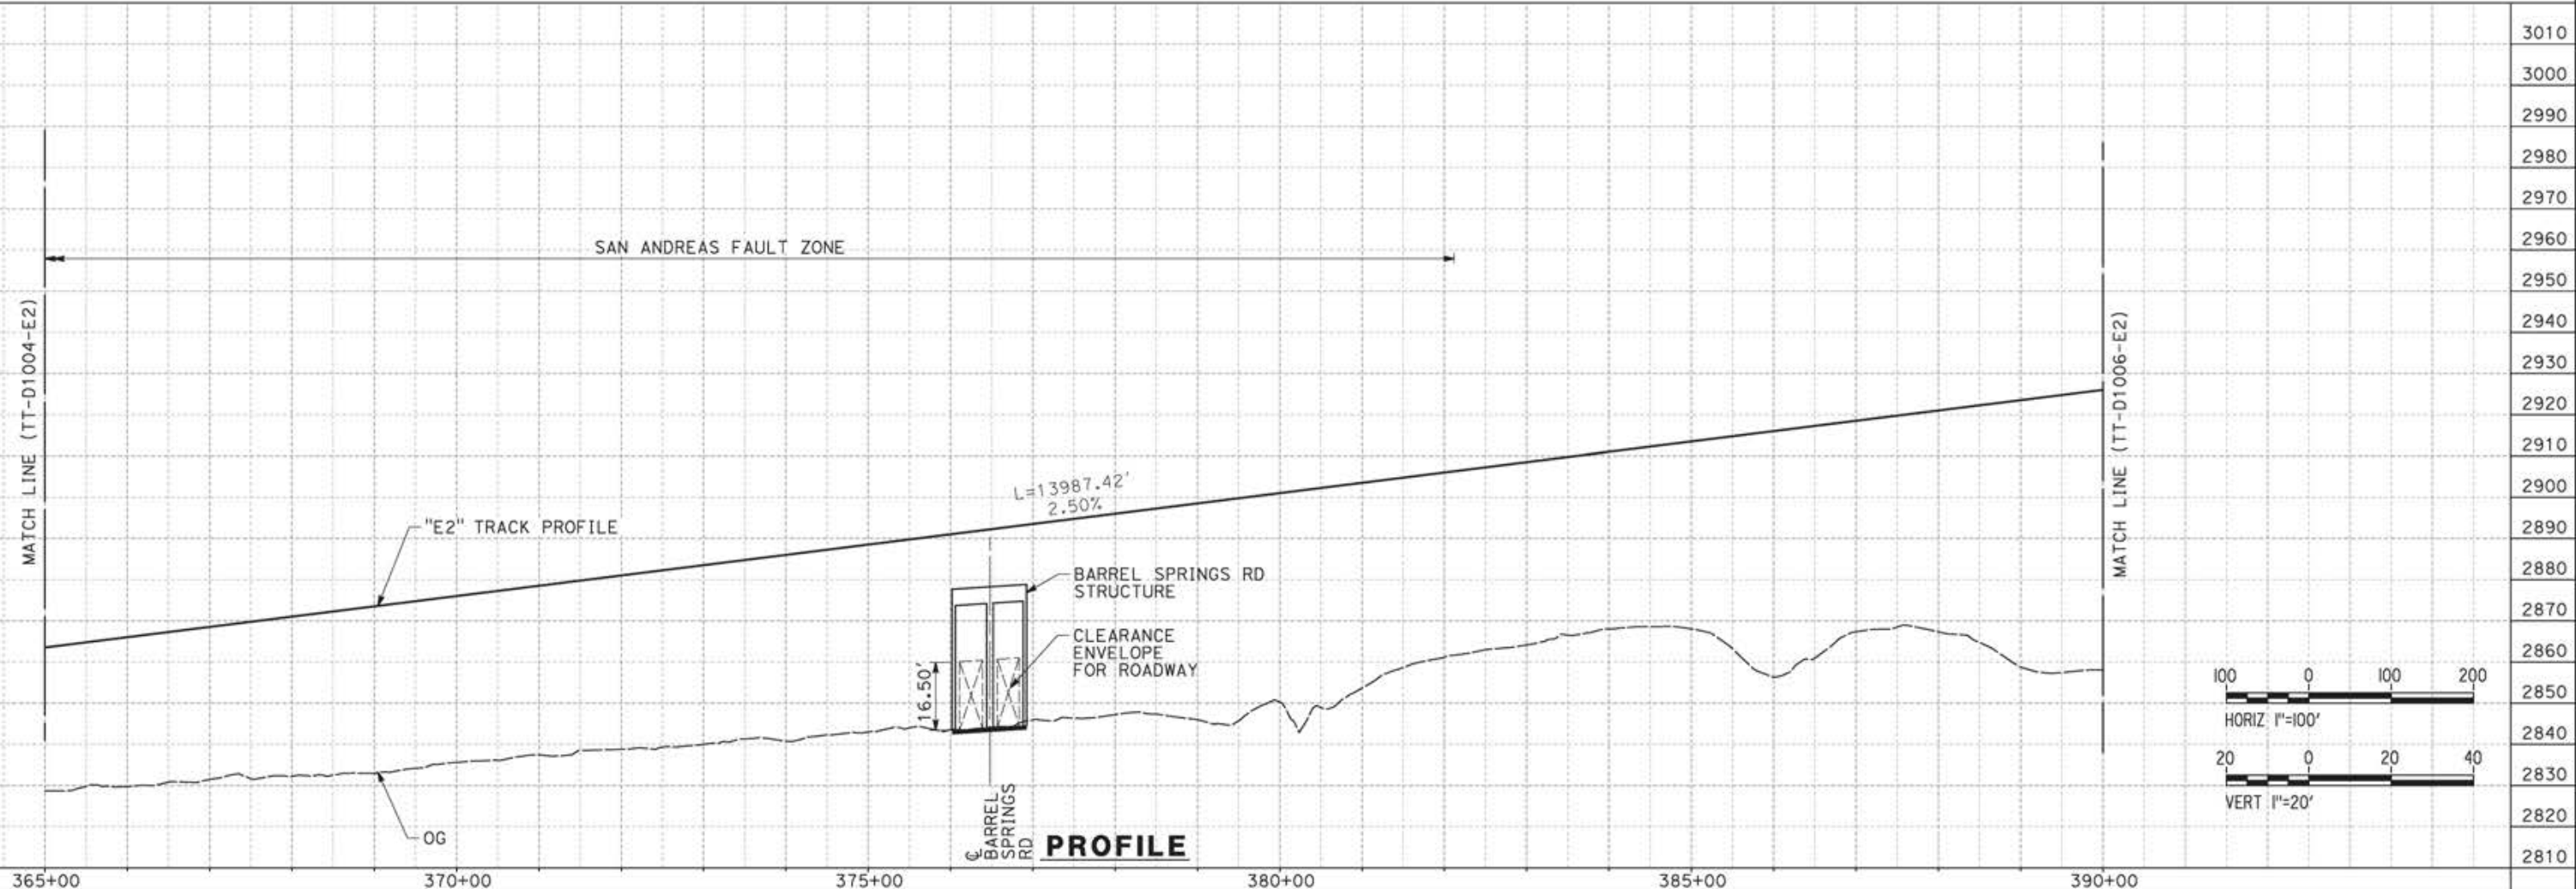 3010
3000
2990
2980
2970
2960
2950
2940
2930
2920
2910
2900
2890
2880
2870
2860
2850
2840
2830
2820
2810
SAN ANDREAS FAULT ZONE
MATCH LINE (TT-D1004-E2)
MATCH LINE (TT-D1006-E2)
L=13987.42'
2.50%
"E2" TRACK PROFILE
BARREL SPRINGS RD
STRUCTURE
CLEARANCE
ENVELOPE
FOR ROADWAY
16.50'
OG
℄
BARREL
SPRINGS
RD
PROFILE
100 0 100 200
HORIZ 1"=100'
20 0 20 40
VERT 1"=20'
365+00 370+00 375+00 380+00 385+00 390+00